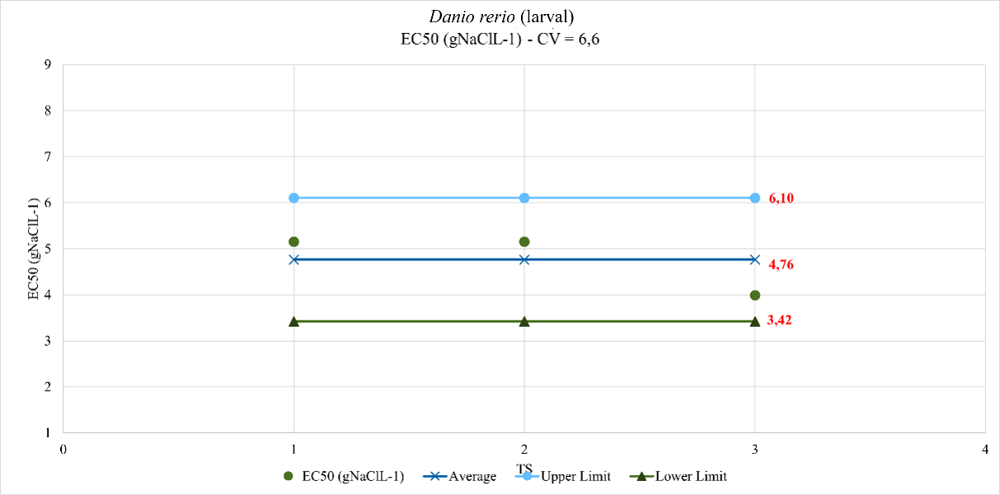 Danio rerio (larval)
EC50 (gNaClL-1) - CV = 6,6
9
8
7
6
5
4
3
2
1
EC50 (gNaClL-1)
6,10
4,76
3,42
0 1 2 3 4
TS
EC50 (gNaClL-1) Average Upper Limit Lower Limit